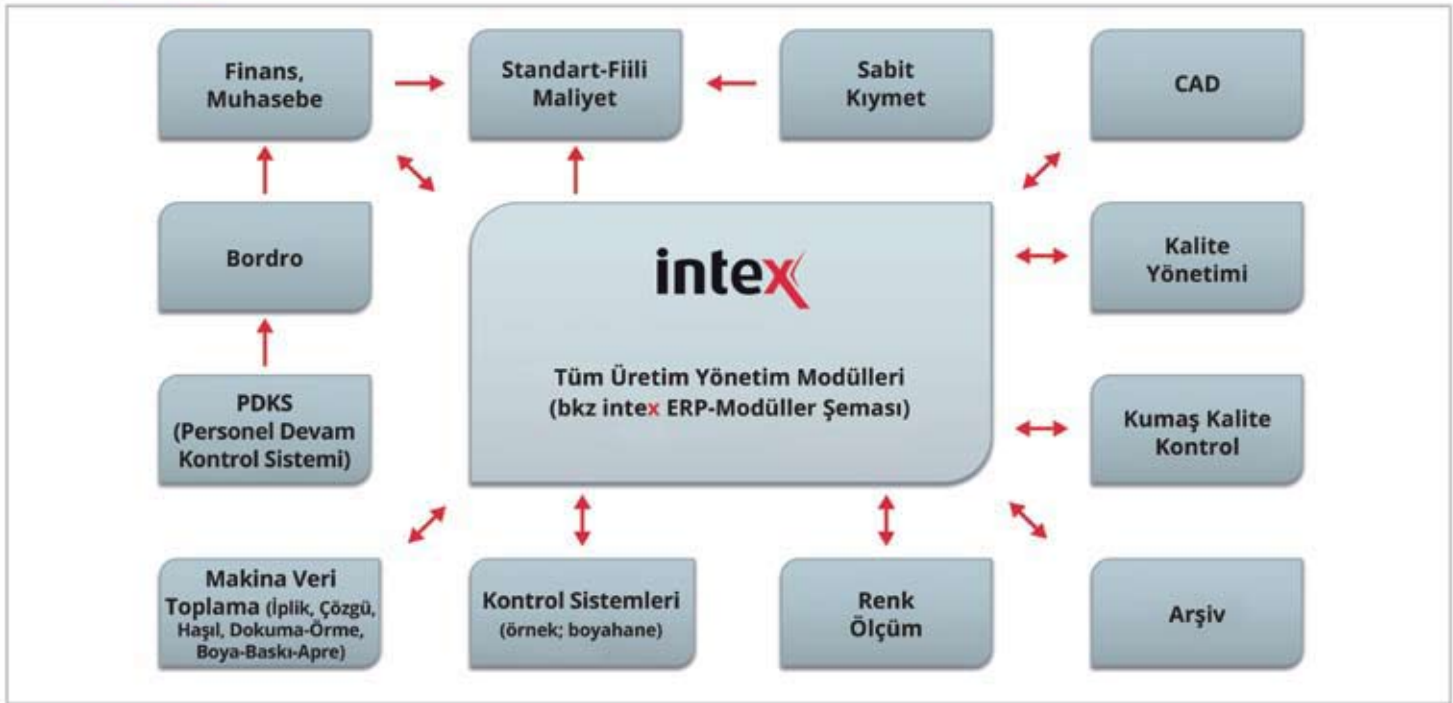 Finans,
Muhasebe
Standart-Fiili
Maliyet
Sabit
Kıymet
CAD
Bordro
intex
Tüm Üretim Yönetim Modülleri
(bkz intex ERP-Modüller Şeması)
Kalite
Yönetimi
PDKS
(Personel Devam
Kontrol Sistemi)
Kumaş Kalite
Kontrol
Makina Veri
Toplama (İplik, Çözgü,
Haşıl, Dokuma-Örme,
Boya-Baskı-Apre)
Kontrol Sistemleri
(örnek; boyahane)
Renk
Ölçüm
Arşiv